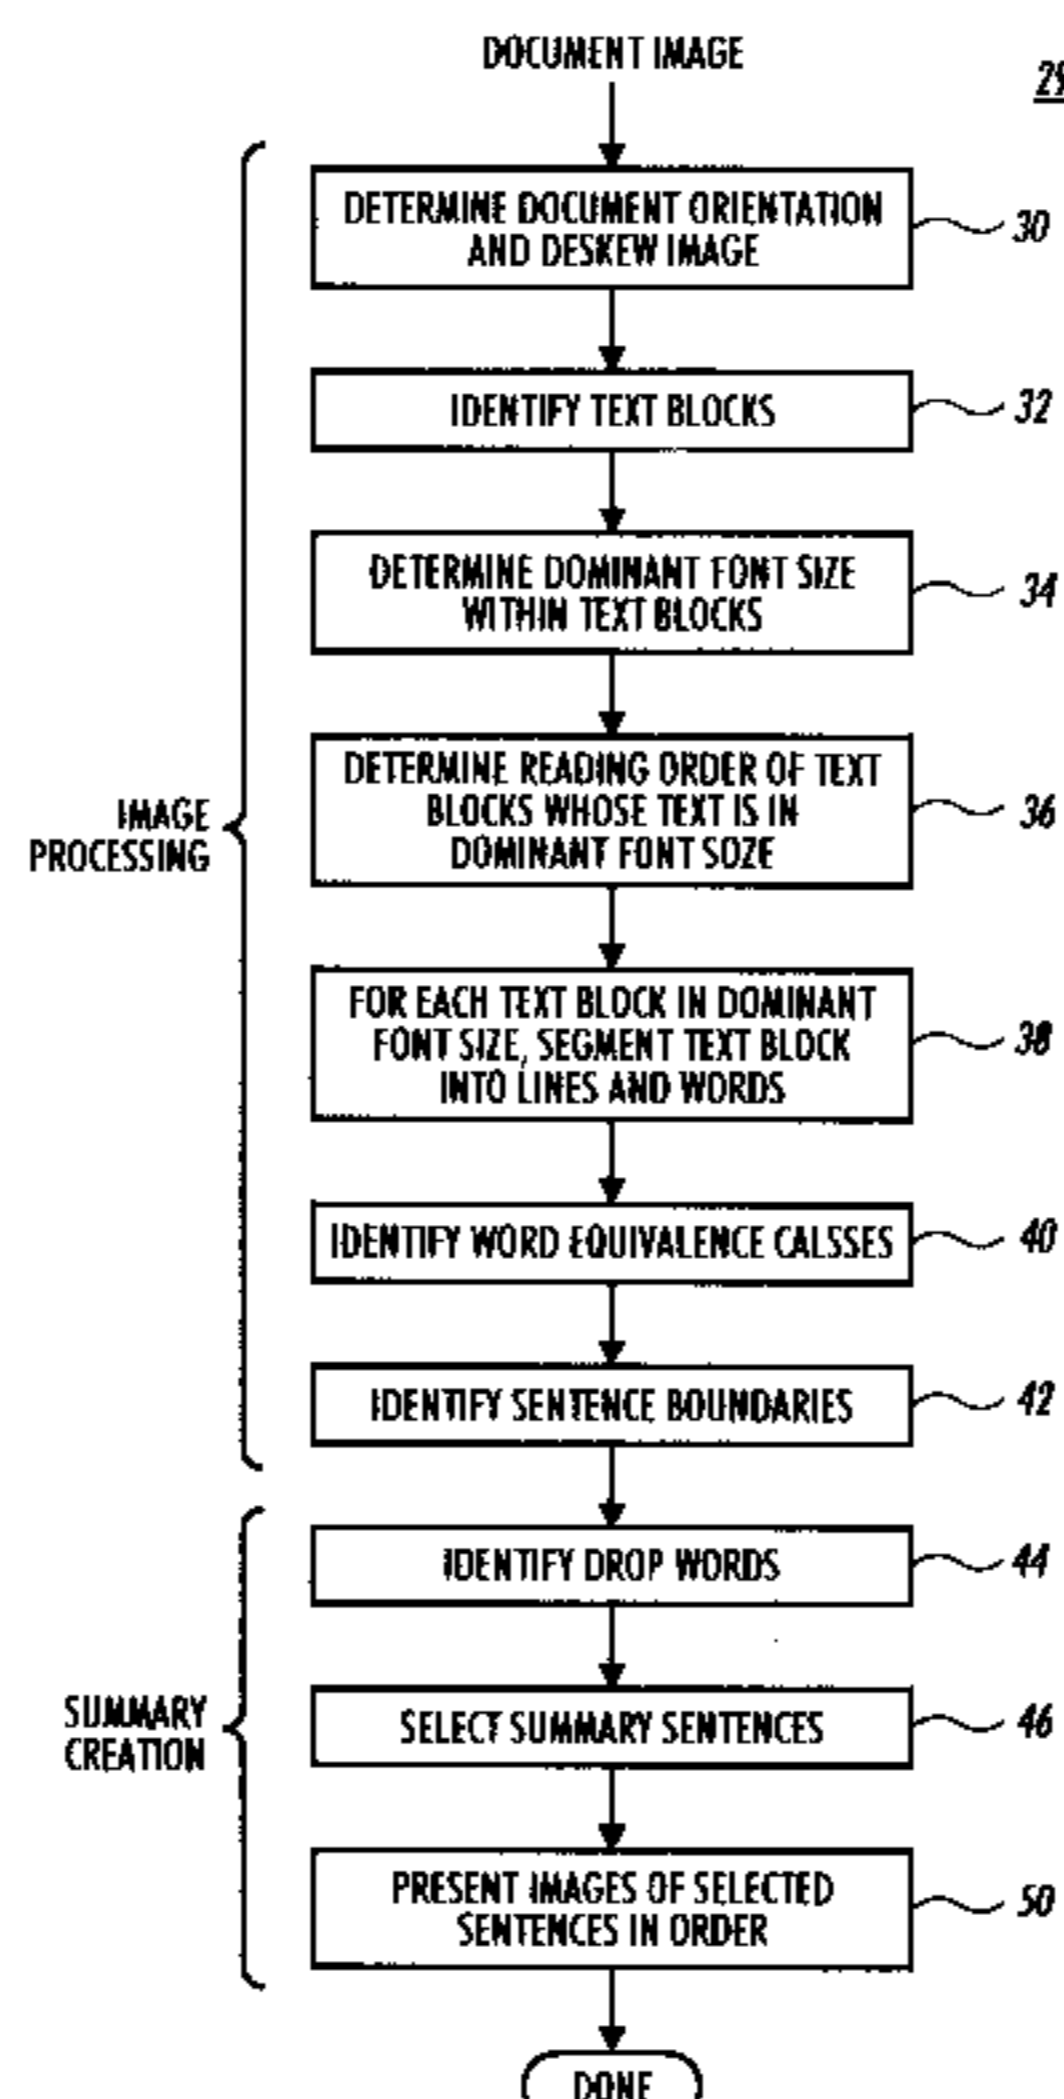 DOCUMENT IMAGE
29
DETERMINE DOCUMENT ORIENTATION
AND DESKEW IMAGE
30
IDENTIFY TEXT BLOCKS
32
DETERMINE DOMINANT FONT SIZE
WITHIN TEXT BLOCKS
34
DETERMINE READING ORDER OF TEXT
BLOCKS WHOSE TEXT IS IN
DOMINANT FONT SOZE
36
IMAGE
PROCESSING
FOR EACH TEXT BLOCK IN DOMINANT
FONT SIZE, SEGMENT TEXT BLOCK
INTO LINES AND WORDS
38
IDENTIFY WORD EQUIVALENCE CALSSES
40
IDENTIFY SENTENCE BOUNDARIES
42
IDENTIFY DROP WORDS
44
SUMMARY
CREATION
SELECT SUMMARY SENTENCES
46
PRESENT IMAGES OF SELECTED
SENTENCES IN ORDER
50
DONE